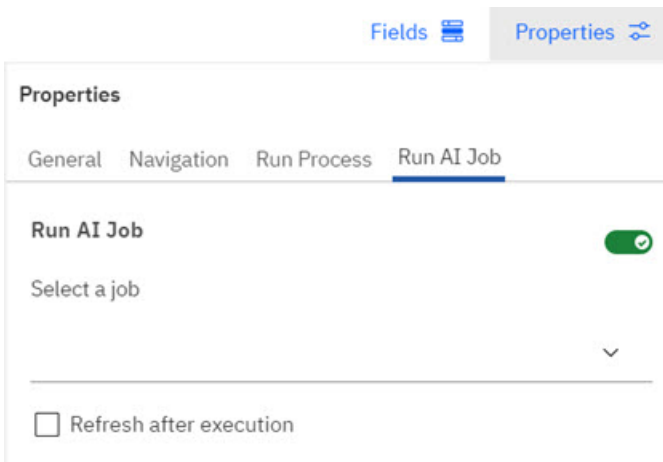 Fields Properties
Properties
General Navigation Run Process Run AI Job
Run AI Job
Select a job
Refresh after execution